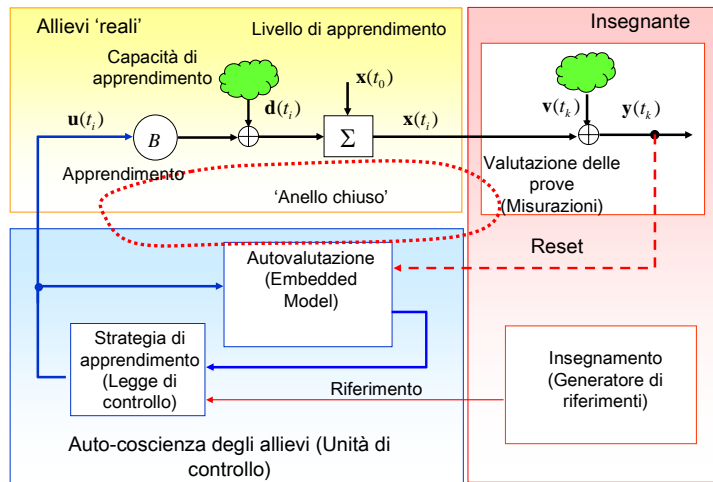 Allievi 'reali'
Livello di apprendimento
Insegnante
Capacità di
apprendimento
x(t0)
u(ti)
d(ti)
v(tk)
y(tk)
B
Σ
x(ti)
Apprendimento
'Anello chiuso'
Valutazione delle
prove
(Misurazioni)
Reset
Autovalutazione
(Embedded
Model)
Strategia di
apprendimento
(Legge di
controllo)
Riferimento
Insegnamento
(Generatore di
riferimenti)
Auto-coscienza degli allievi (Unità di
controllo)